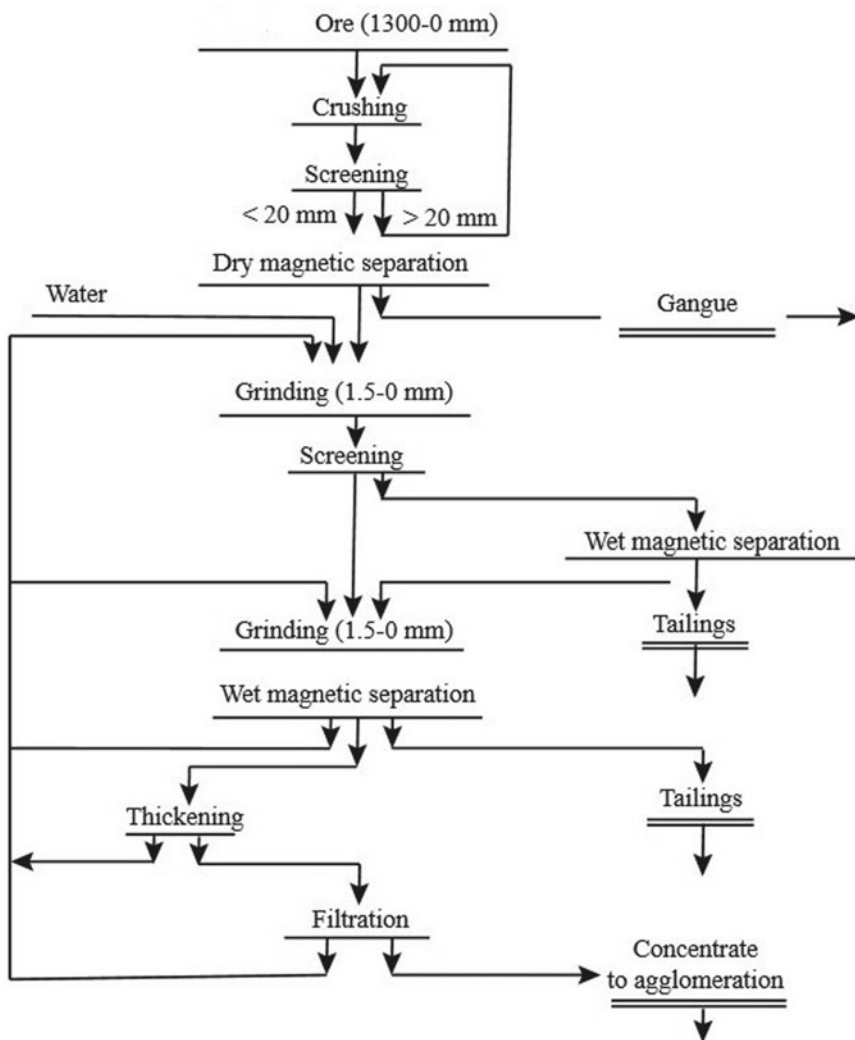 Ore (1300-0 mm)
Crushing
Screening
< 20 mm
> 20 mm
Dry magnetic separation
Water
Gangue
Grinding (1.5-0 mm)
Screening
Wet magnetic separation
Grinding (1.5-0 mm)
Tailings
Wet magnetic separation
Thickening
Tailings
Filtration
Concentrate
to agglomeration